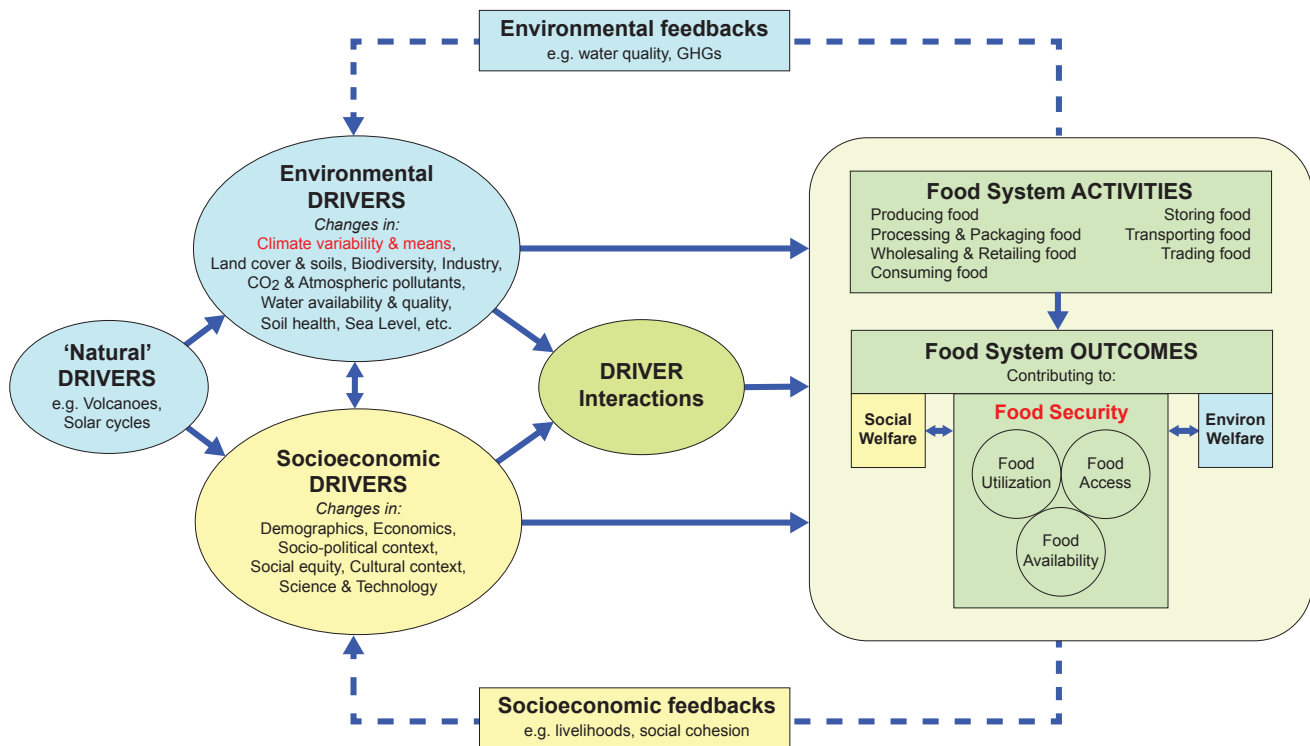 Environmental feedbacks
e.g. water quality, GHGs
Environmental
DRIVERS
Changes in:
Climate variability & means,
Land cover & soils, Biodiversity, Industry,
CO2 & Atmospheric pollutants,
Water availability & quality,
Soil health, Sea Level, etc.
'Natural'
DRIVERS
e.g. Volcanoes,
Solar cycles
Socioeconomic
DRIVERS
Changes in:
Demographics, Economics,
Socio-political context,
Social equity, Cultural context,
Science & Technology
DRIVER
Interactions
Food System ACTIVITIES
Producing food
Processing & Packaging food
Wholesaling & Retailing food
Consuming food
Storing food
Transporting food
Trading food
Food System OUTCOMES
Contributing to:
Social
Welfare
Food Security
Food
Utilization
Food
Access
Food
Availability
Environ
Welfare
Socioeconomic feedbacks
e.g. livelihoods, social cohesion